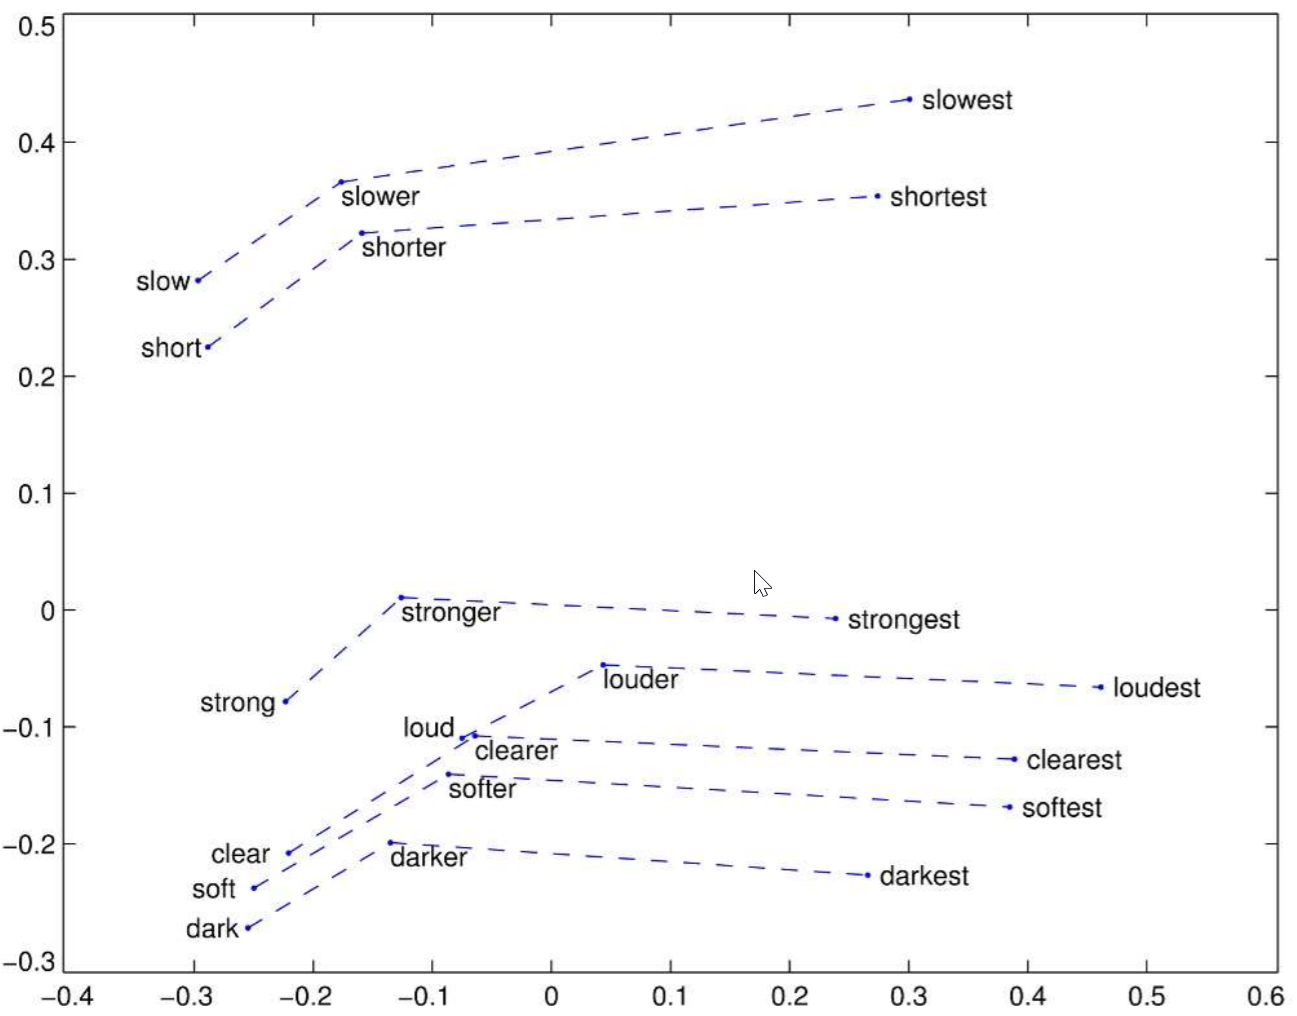 0.5
slowest
0.4
slower
shortest
shorter
0.3
slow
short
0.2
0.1
0
stronger
strongest
louder
loudest
strong
−0.1
loud
clearer
clearest
softer
softest
−0.2
clear
darker
darkest
soft
dark
−0.3
−0.4 −0.3 −0.2 −0.1 0 0.1 0.2 0.3 0.4 0.5 0.6